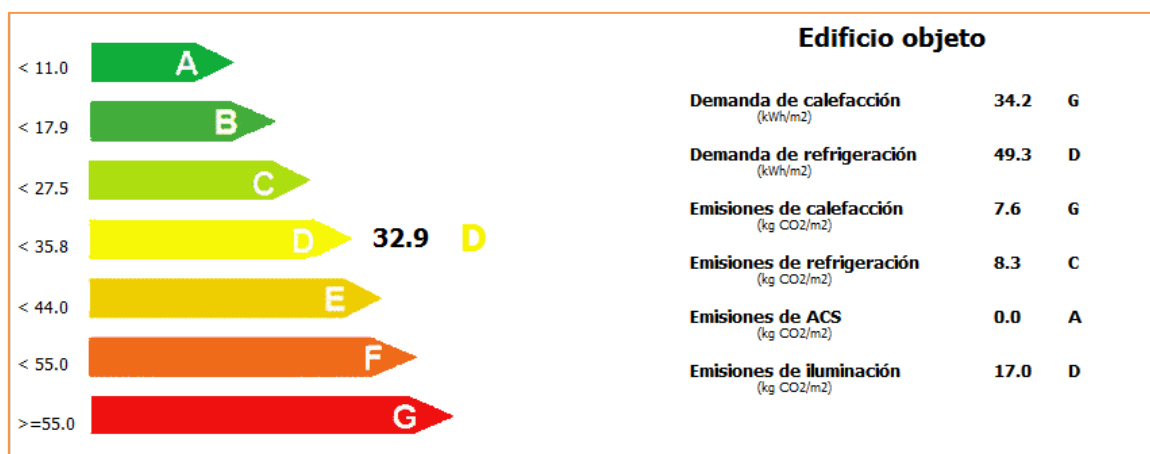 < 11.0 A
< 17.9 B
< 27.5 C
< 35.8 D 32.9 D
< 44.0 E
< 55.0 F
>=55.0 G
Edificio objeto
Demanda de calefacción 34.2 G
(kWh/m2)
Demanda de refrigeración 49.3 D
(kWh/m2)
Emisiones de calefacción 7.6 G
(kg CO2/m2)
Emisiones de refrigeración 8.3 C
(kg CO2/m2)
Emisiones de ACS 0.0 A
(kg CO2/m2)
Emisiones de iluminación 17.0 D
(kg CO2/m2)